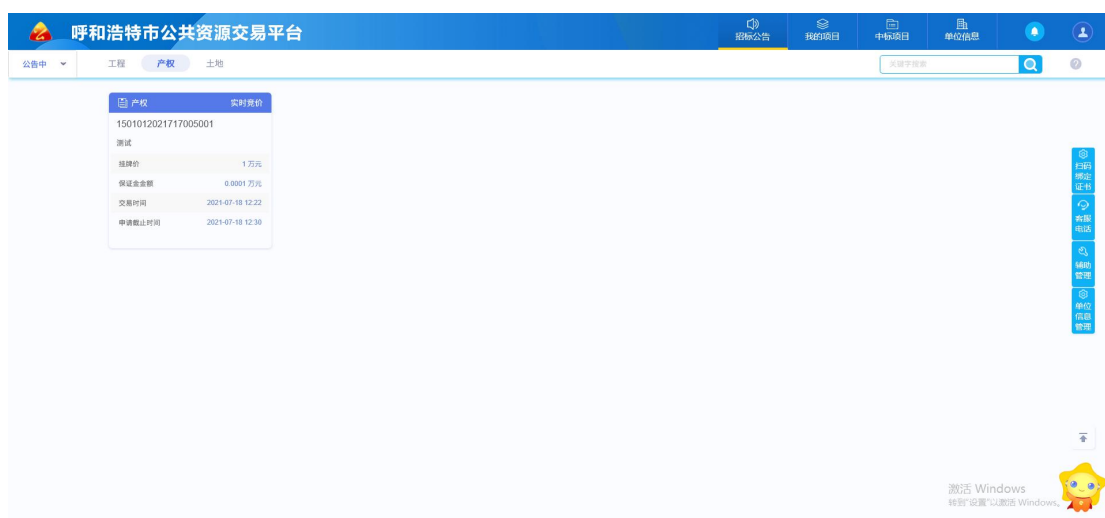 呼和浩特市公共资源交易平台
招标公告
我的项目
中标项目
单位信息
公告中
工程
产权
土地
关键字搜索
产权
实时竞价
1501012021717005001
测试
挂牌价
1 万元
保证金金额
0.0001 万元
交易时间
2021-07-18 12:22
申请截止时间
2021-07-18 12:30
扫码
绑定
证书
客服
电话
辅助
管理
单位
信息
管理
激活 Windows
转到"设置"以激活 Windows。